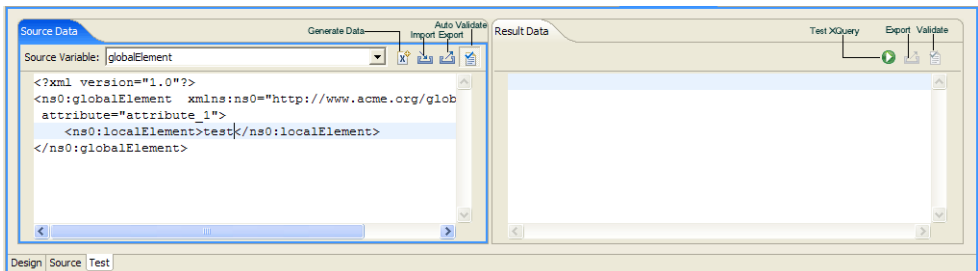 Source Data
Generate Data
Import
Export
Auto Validate
Source Variable: globalElement
<?xml version="1.0"?>
<ns0:globalElement xmlns:ns0="http://www.acme.org/glob
attribute="attribute_1">
<ns0:localElement>test</ns0:localElement>
</ns0:globalElement>
Result Data
Test XQuery
Export
Validate
Design
Source
Test